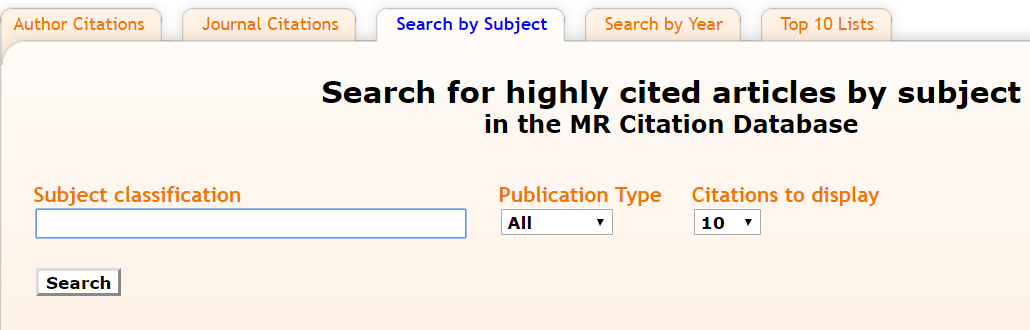 Author Citations Journal Citations Search by Subject Search by Year Top 10 Lists
Search for highly cited articles by subject
in the MR Citation Database
Subject classification Publication Type Citations to display
All 10
Search